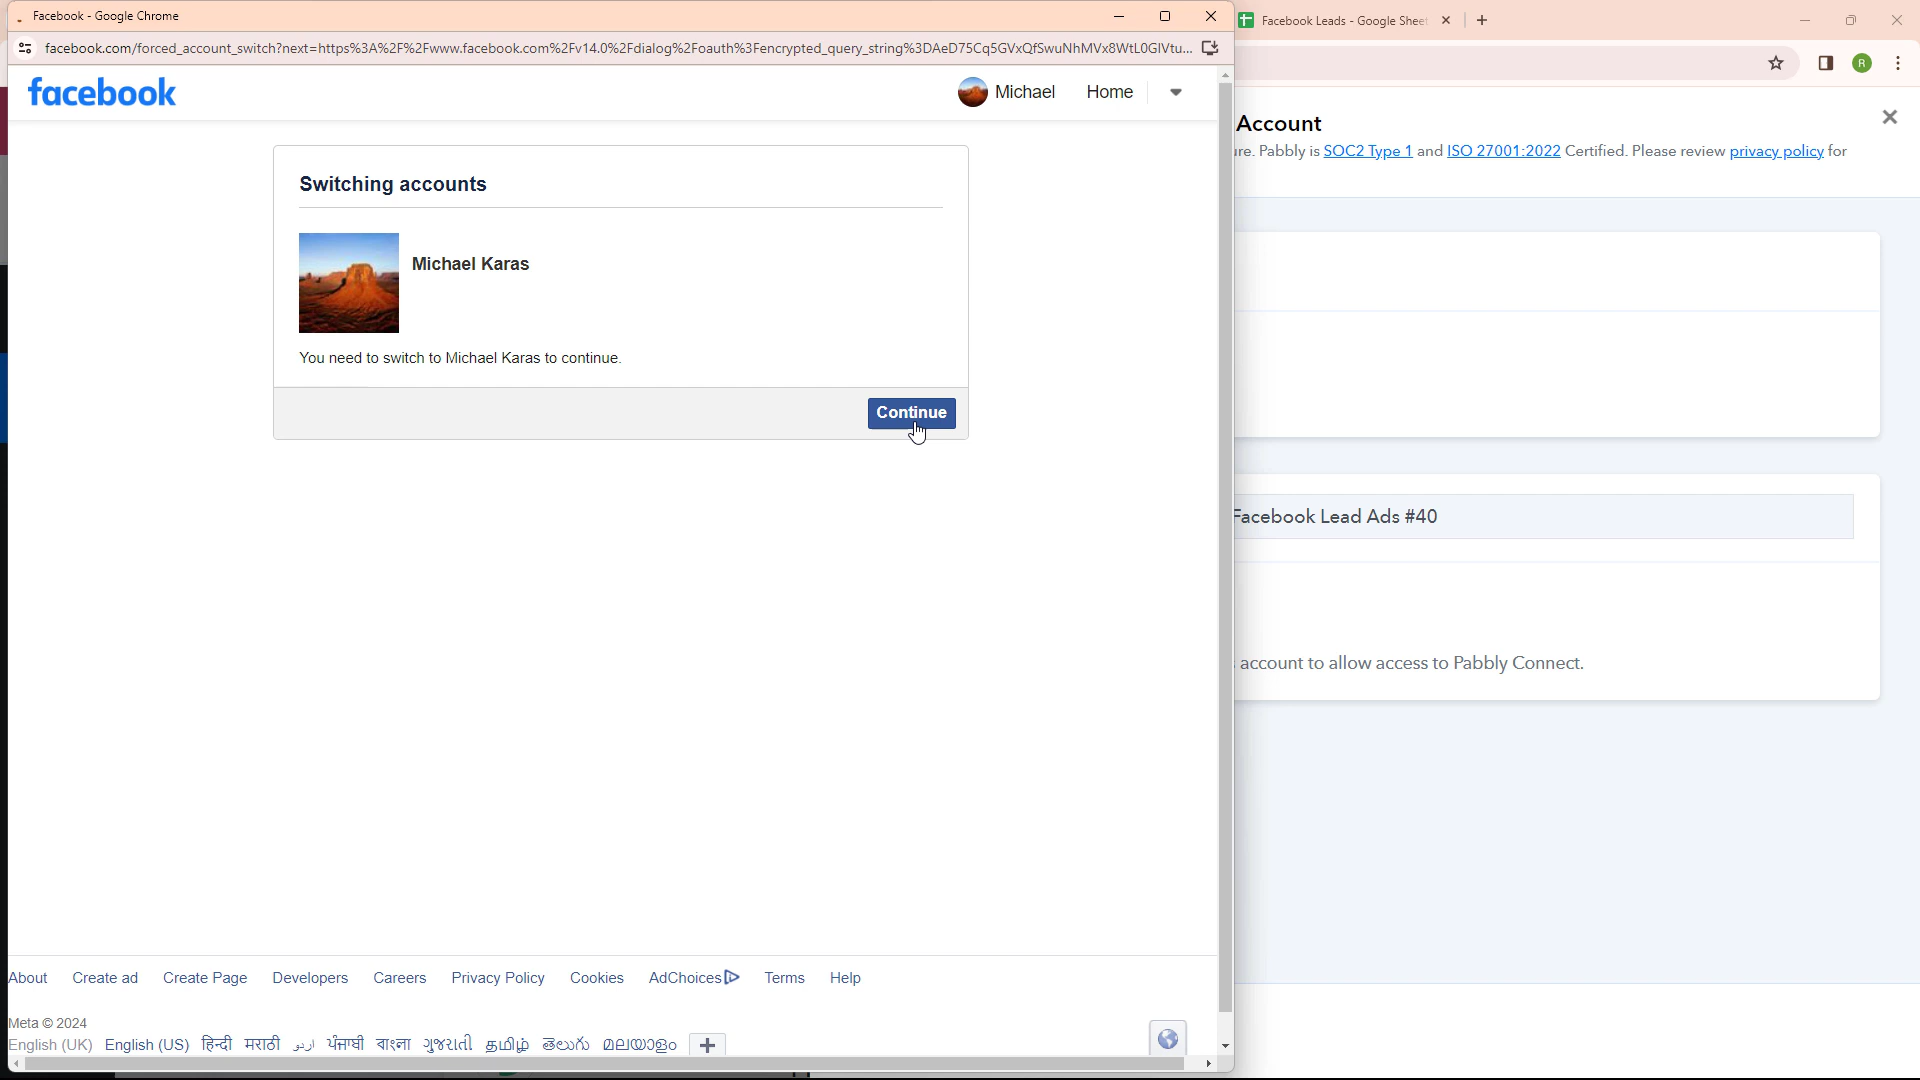 Facebook - Google Chrome
Facebook Leads - Google Sheet
facebook.com/forced_account_switch?next=https%3A%2F%2Fwww.facebook.com%2Fv14.0%2Fdialog%2Foauth%3Fencrypted_query_string%3DAeD75Cq5GVxQfSwuNhMVx8WtL0GIVtu...
R
facebook
Michael
Home
Account
ure. Pabbly is SOC2 Type 1 and ISO 27001:2022 Certified. Please review privacy policy for
Switching accounts
Michael Karas
You need to switch to Michael Karas to continue.
Continue
Facebook Lead Ads #40
account to allow access to Pabbly Connect.
About Create ad Create Page Developers Careers Privacy Policy Cookies AdChoices Terms Help
Meta © 2024
English (UK) English (US) हिन्दी मराठी اردو ਪੰਜਾਬੀ বাংলা ગુજરાતી தமிழ் తెలుగు മലയാളം